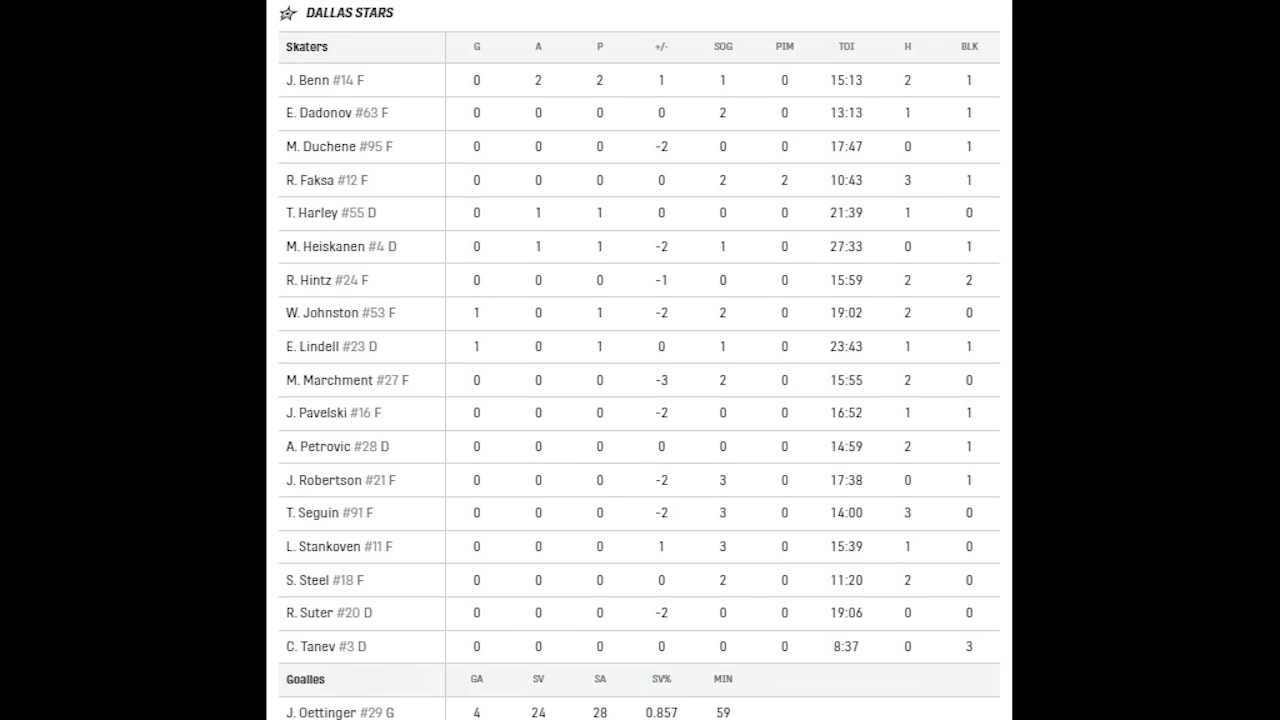 DALLAS STARS
Skaters G A P +/- SOG PIM TOI H BLK
J. Benn #14 F 0 2 2 1 1 0 15:13 2 1
E. Dadonov #63 F 0 0 0 0 2 0 13:13 1 1
M. Duchene #95 F 0 0 0 -2 0 0 17:47 0 1
R. Faksa #12 F 0 0 0 0 2 2 10:43 3 1
T. Harley #55 D 0 1 1 0 0 0 21:39 1 0
M. Heiskanen #4 D 0 1 1 -2 1 0 27:33 0 1
R. Hintz #24 F 0 0 0 -1 0 0 15:59 2 2
W. Johnston #53 F 1 0 1 -2 2 0 19:02 2 0
E. Lindell #23 D 1 0 1 0 1 0 23:43 1 1
M. Marchment #27 F 0 0 0 -3 2 0 15:55 2 0
J. Pavelski #16 F 0 0 0 -2 0 0 16:52 1 1
A. Petrovic #28 D 0 0 0 0 0 0 14:59 2 1
J. Robertson #21 F 0 0 0 -2 3 0 17:38 0 1
T. Seguin #91 F 0 0 0 -2 3 0 14:00 3 0
L. Stankoven #11 F 0 0 0 1 3 0 15:39 1 0
S. Steel #18 F 0 0 0 0 2 0 11:20 2 0
R. Suter #20 D 0 0 0 -2 0 0 19:06 0 0
C. Tanev #3 D 0 0 0 0 0 0 8:37 0 3
Goalies GA SV SA SV% MIN
J. Oettinger #29 G 4 24 28 0.857 59